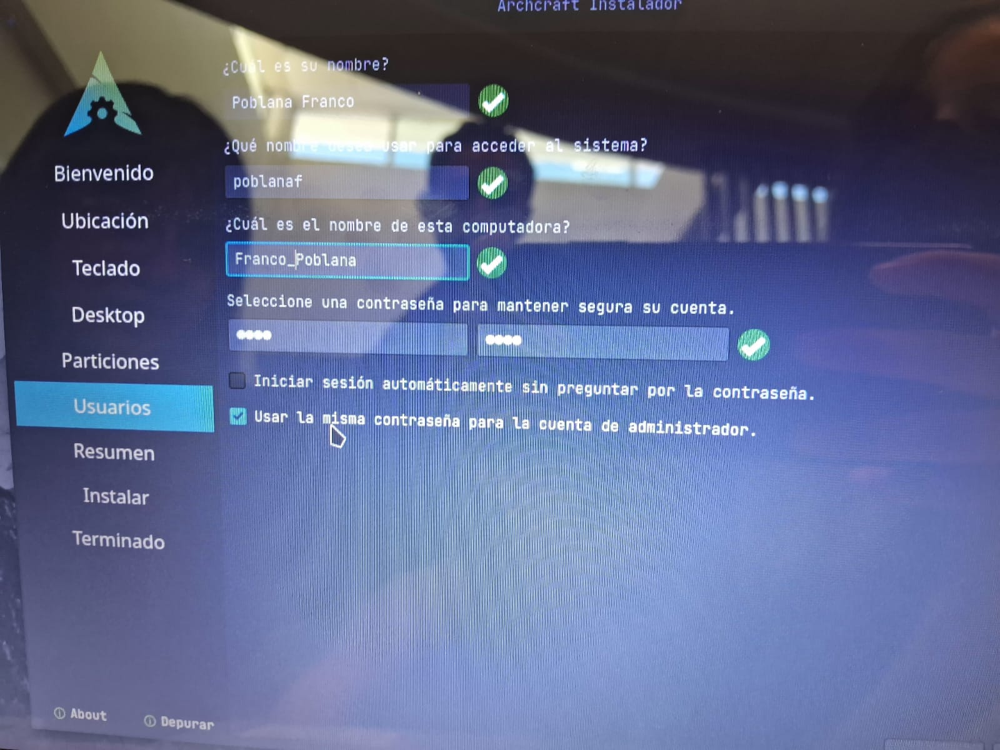 Archcraft Instalador
¿Cuál es su nombre?
Poblana Franco
¿Qué nombre desea usar para acceder al sistema?
poblanaf
¿Cuál es el nombre de esta computadora?
Franco_Poblana
Seleccione una contraseña para mantener segura su cuenta.
Iniciar sesión automáticamente sin preguntar por la contraseña.
Usar la misma contraseña para la cuenta de administrador.
Bienvenido
Ubicación
Teclado
Desktop
Particiones
Usuarios
Resumen
Instalar
Terminado
About
Depurar